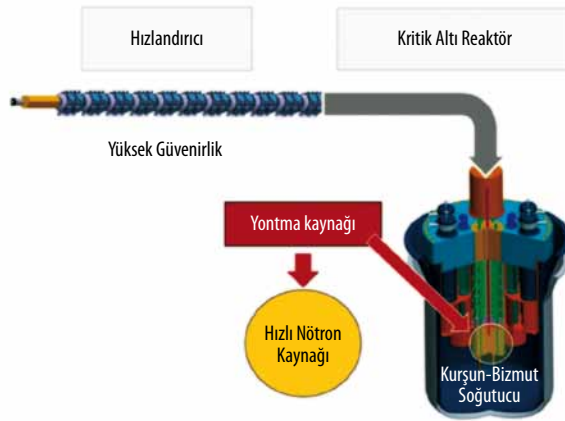 Hızlandırıcı
Kritik Altı Reaktör
Yüksek Güvenirlik
Yontma kaynağı
Hızlı Nötron
Kaynağı
Kurşun-Bizmut
Soğutucu